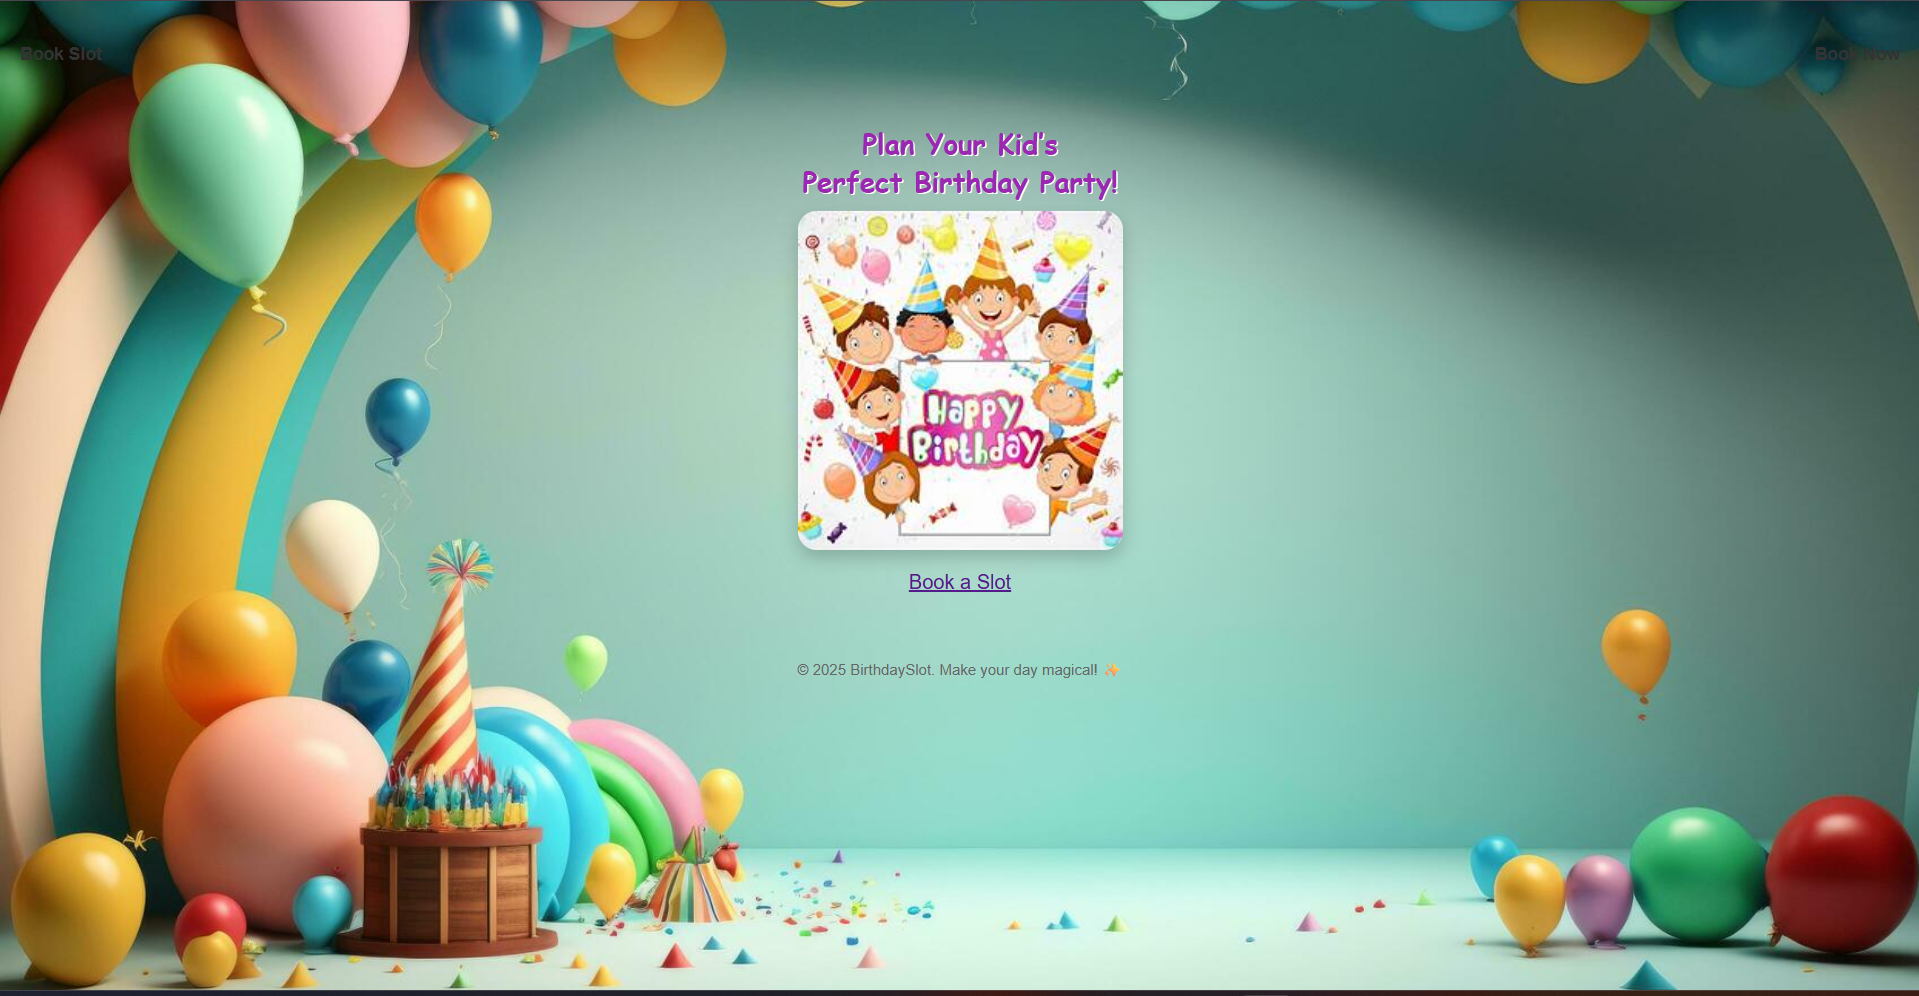 Book Slot
Book Now
Plan Your Kid's
Perfect Birthday Party!
Happy
Birthday
Book a Slot
© 2025 BirthdaySlot. Make your day magical! ✨